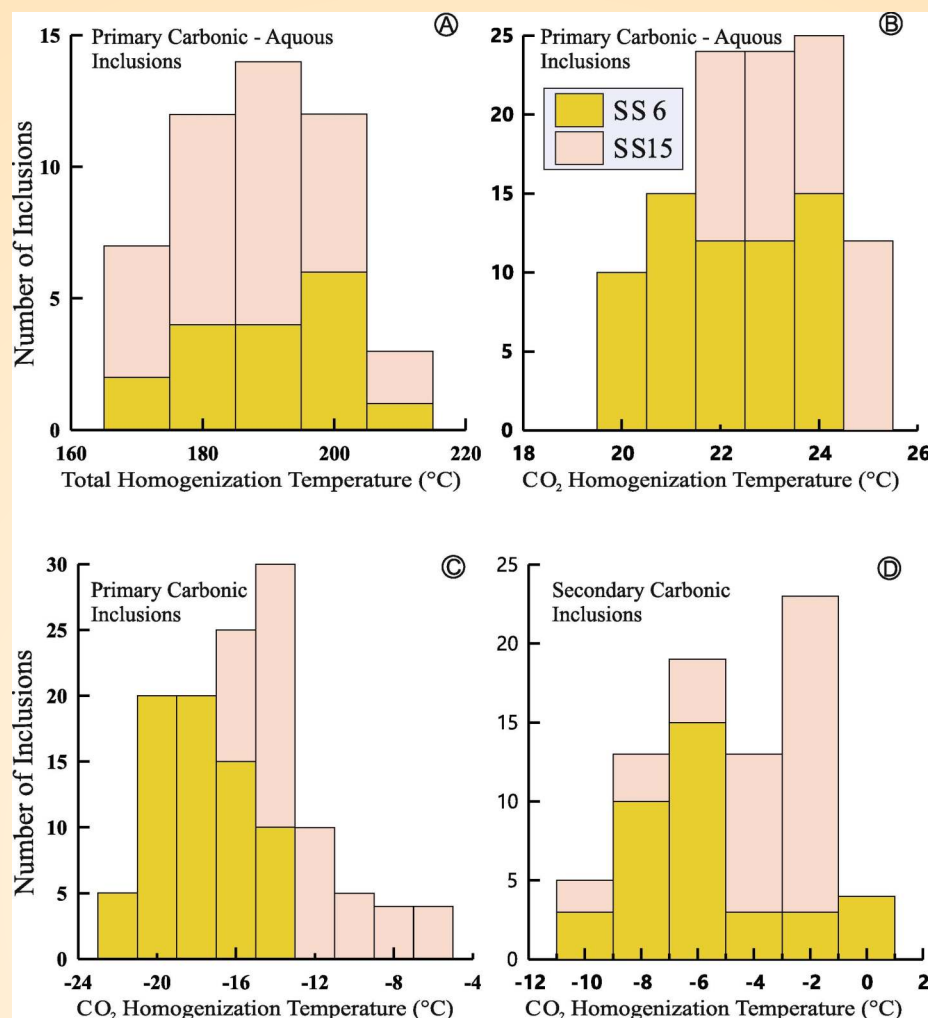 A
Primary Carbonic - Aquous
Inclusions
Number of Inclusions
15
10
5
0
160
180
200
220
Total Homogenization Temperature (°C)
B
Primary Carbonic - Aquous
Inclusions
SS 6
SS15
25
20
15
10
5
0
18
20
22
24
26
CO₂ Homogenization Temperature (°C)
C
Primary Carbonic
Inclusions
Number of Inclusions
30
25
20
15
10
5
0
-24
-20
-16
-12
-8
-4
CO₂ Homogenization Temperature (°C)
D
Secondary Carbonic
Inclusions
25
20
15
10
5
0
-12
-10
-8
-6
-4
-2
0
2
CO₂ Homogenization Temperature (°C)